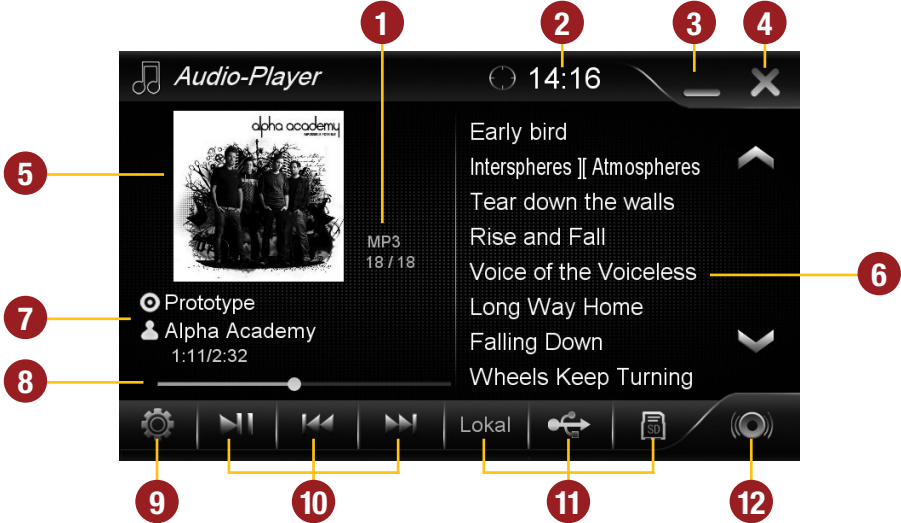 1
2
3
4
Audio-Player
14:16
5
alpha academy
MP3
18 / 18
Early bird
Interspheres ][ Atmospheres
Tear down the walls
Rise and Fall
Voice of the Voiceless
Long Way Home
Falling Down
Wheels Keep Turning
6
7
Prototype
Alpha Academy
1:11/2:32
8
Lokal
SD
9
10
11
12